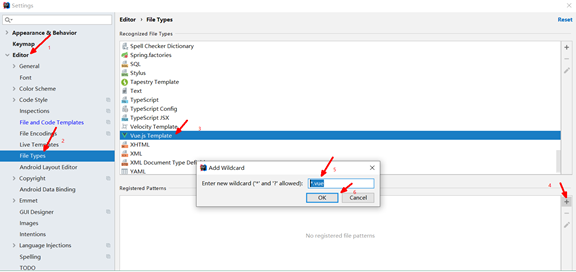 Settings
Appearance & Behavior
Keymap
1
Editor
General
Font
Color Scheme
Code Style
Inspections
File and Code Templates
File Encodings
Live Templates
2
File Types
Android Layout Editor
Copyright
Android Data Binding
Emmet
GUI Designer
Images
Intentions
Language Injections
Spelling
TODO
Editor › File Types
Reset
Recognized File Types
Spell Checker Dictionary
Spring.factories
SQL
Stylus
Tapestry Template
Text
TypeScript
TypeScript Config
TypeScript JSX
Velocity Template
3
Vue.js Template
XHTML
XML
XML Document Type Def
YAML
Add Wildcard
5
Enter new wildcard ('*' and '?' allowed):
*.vue
6
OK
Cancel
Registered Patterns
4
No registered file patterns